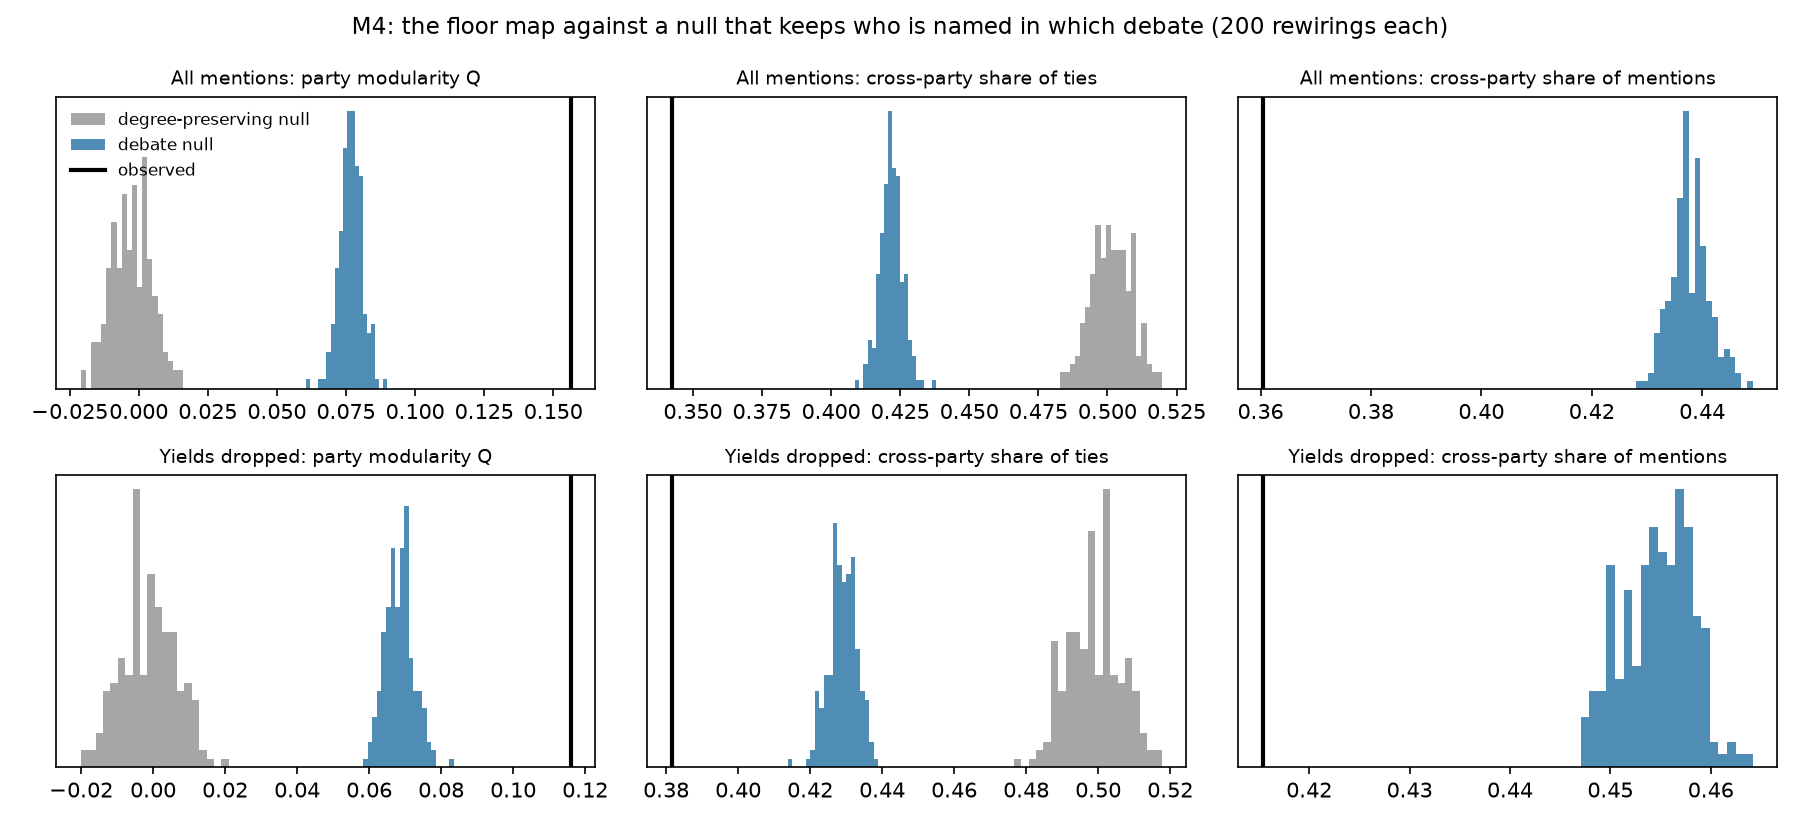 M4: the floor map against a null that keeps who is named in which debate (200 rewirings each)
All mentions: party modularity Q
All mentions: cross-party share of ties
All mentions: cross-party share of mentions
degree-preserving null
debate null
observed
−0.025 0.000 0.025 0.050 0.075 0.100 0.125 0.150
0.350 0.375 0.400 0.425 0.450 0.475 0.500 0.525
0.36 0.38 0.40 0.42 0.44
Yields dropped: party modularity Q
Yields dropped: cross-party share of ties
Yields dropped: cross-party share of mentions
−0.02 0.00 0.02 0.04 0.06 0.08 0.10 0.12
0.38 0.40 0.42 0.44 0.46 0.48 0.50 0.52
0.42 0.43 0.44 0.45 0.46